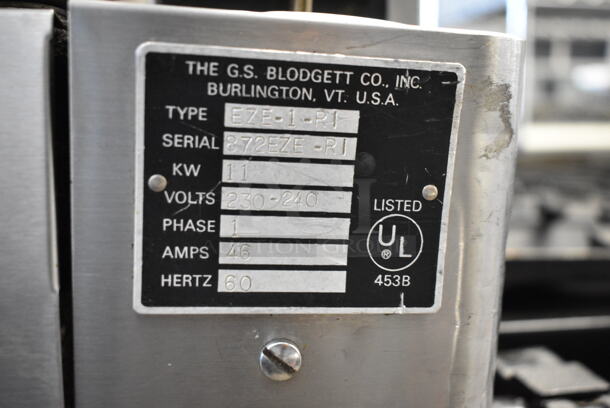 THE G.S. BLODGETT CO., INC.
BURLINGTON, VT. U.S.A.
TYPE EZE-1-RI
SERIAL 872EZE-RI
KW 11
VOLTS 230-240
PHASE 1
AMPS 46
HERTZ 60
LISTED
UL
®
453B